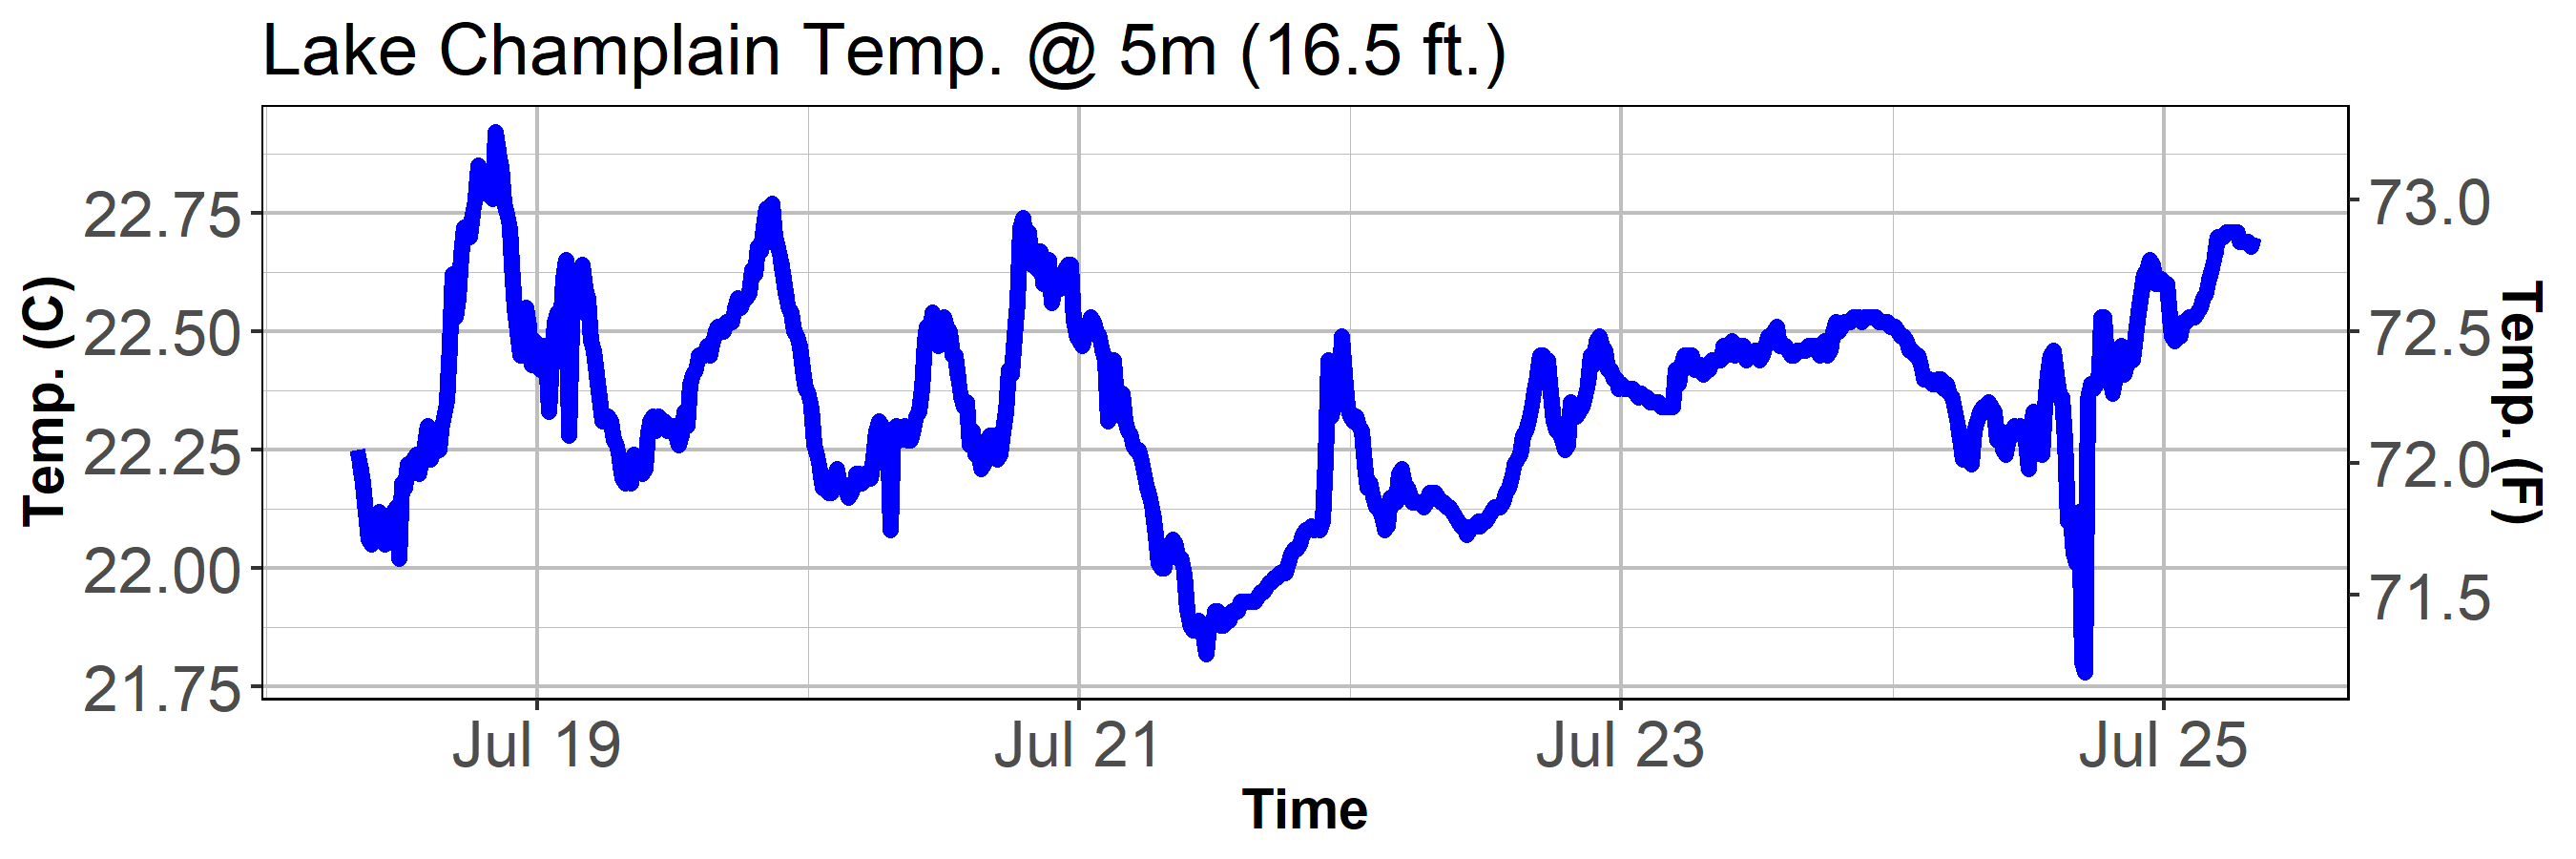 Lake Champlain Temp. @ 5m (16.5 ft.)
Temp. (C)
22.75
22.50
22.25
22.00
21.75
73.0
72.5
72.0
71.5
Temp. (F)
Jul 19 Jul 21 Jul 23 Jul 25
Time